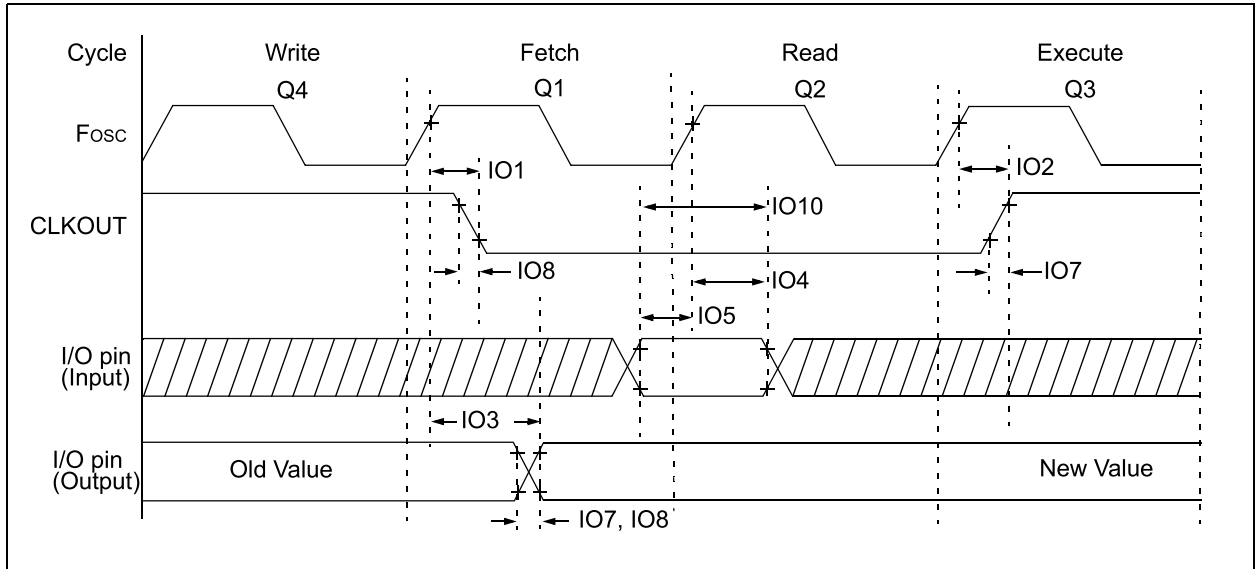 Cycle Write Fetch Read Execute
Q4 Q1 Q2 Q3
FOSC
IO1 IO2
IO10
CLKOUT
IO8 IO4 IO7
IO5
I/O pin
(Input)
IO3
I/O pin
(Output)
Old Value New Value
IO7, IO8